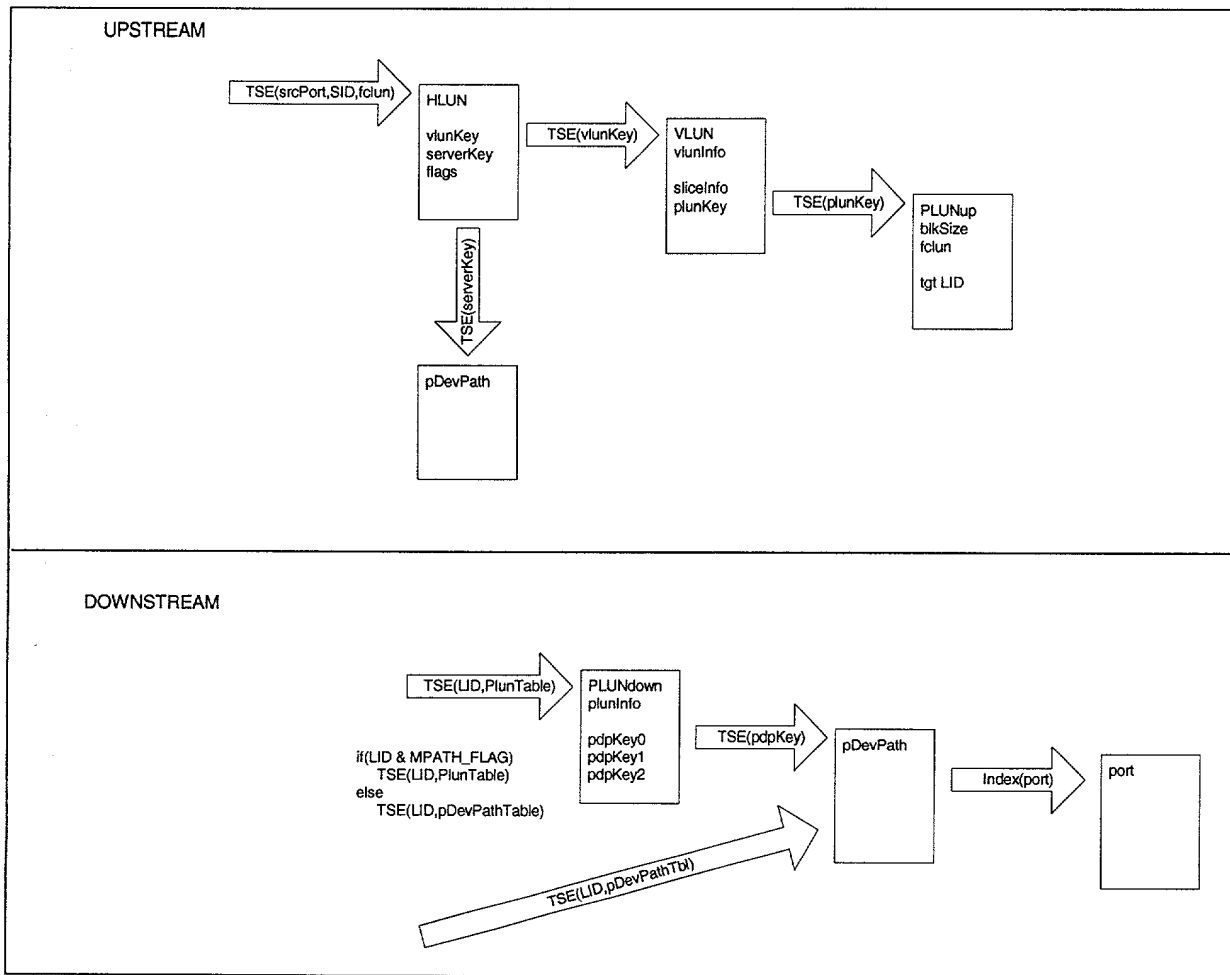 UPSTREAM
TSE(srcPort,SID,fclun)
HLUN
vlunKey
serverKey
flags
TSE(vlunKey)
VLUN
vlunInfo
sliceInfo
plunKey
TSE(plunKey)
PLUNup
blkSize
fclun
tgt LID
TSE(serverKey)
pDevPath
DOWNSTREAM
TSE(LID,PlunTable)
PLUNdown
plunInfo
pdpKey0
pdpKey1
pdpKey2
TSE(pdpKey)
pDevPath
Index(port)
port
if(LID & MPATH_FLAG)
TSE(LID,PlunTable)
else
TSE(LID,pDevPathTable)
TSE(LID,pDevPathTbl)